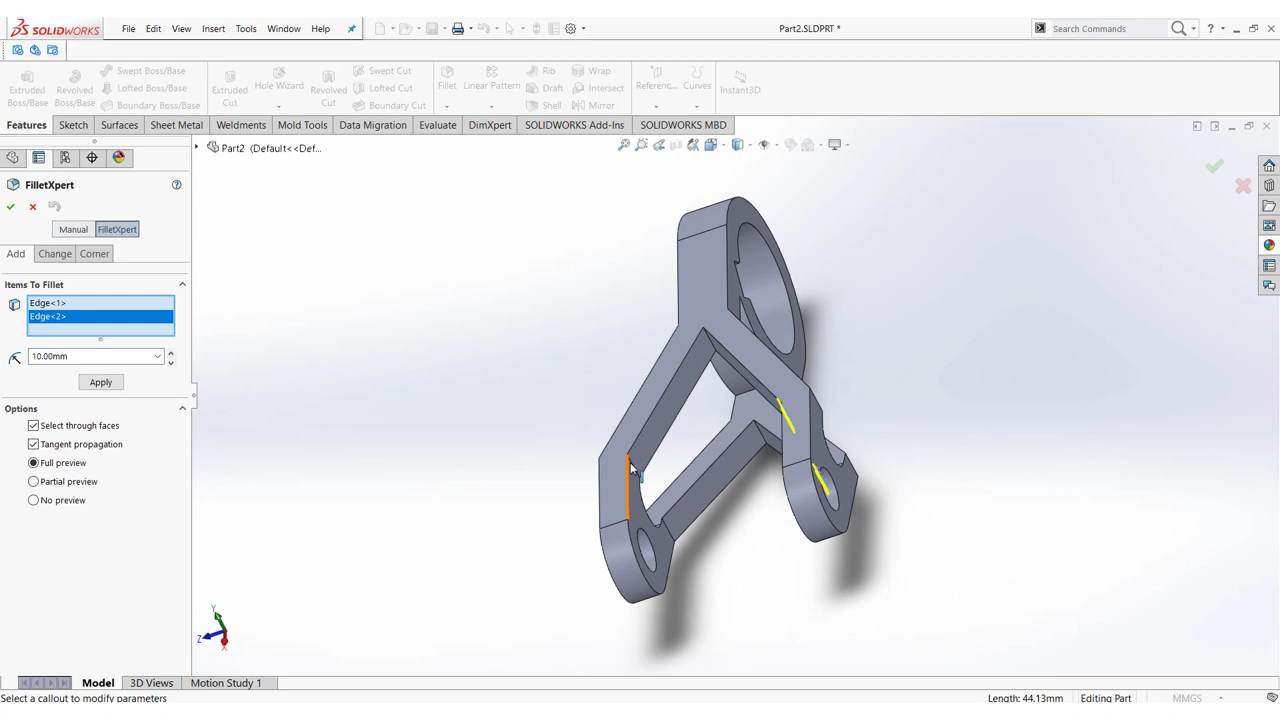 SOLIDWORKS File Edit View Insert Tools Window Help Part2.SLDPRT * Search Commands ?
Extruded Boss/Base Revolved Boss/Base Swept Boss/Base Lofted Boss/Base Boundary Boss/Base Extruded Cut Hole Wizard Revolved Cut Swept Cut Lofted Cut Boundary Cut Fillet Linear Pattern Rib Draft Shell Wrap Intersect Mirror Referenc... Curves Instant3D
Features Sketch Surfaces Sheet Metal Weldments Mold Tools Data Migration Evaluate DimXpert SOLIDWORKS Add-Ins SOLIDWORKS MBD
Part2 (Default<<Def...
FilletXpert ?
Manual FilletXpert
Add Change Corner
Items To Fillet
Edge<1>
Edge<2>
10.00mm
Apply
Options
Select through faces
Tangent propagation
Full preview
Partial preview
No preview
Y
Z
X
Model 3D Views Motion Study 1
Select a callout to modify parameters Length: 44.13mm Editing Part MMGS